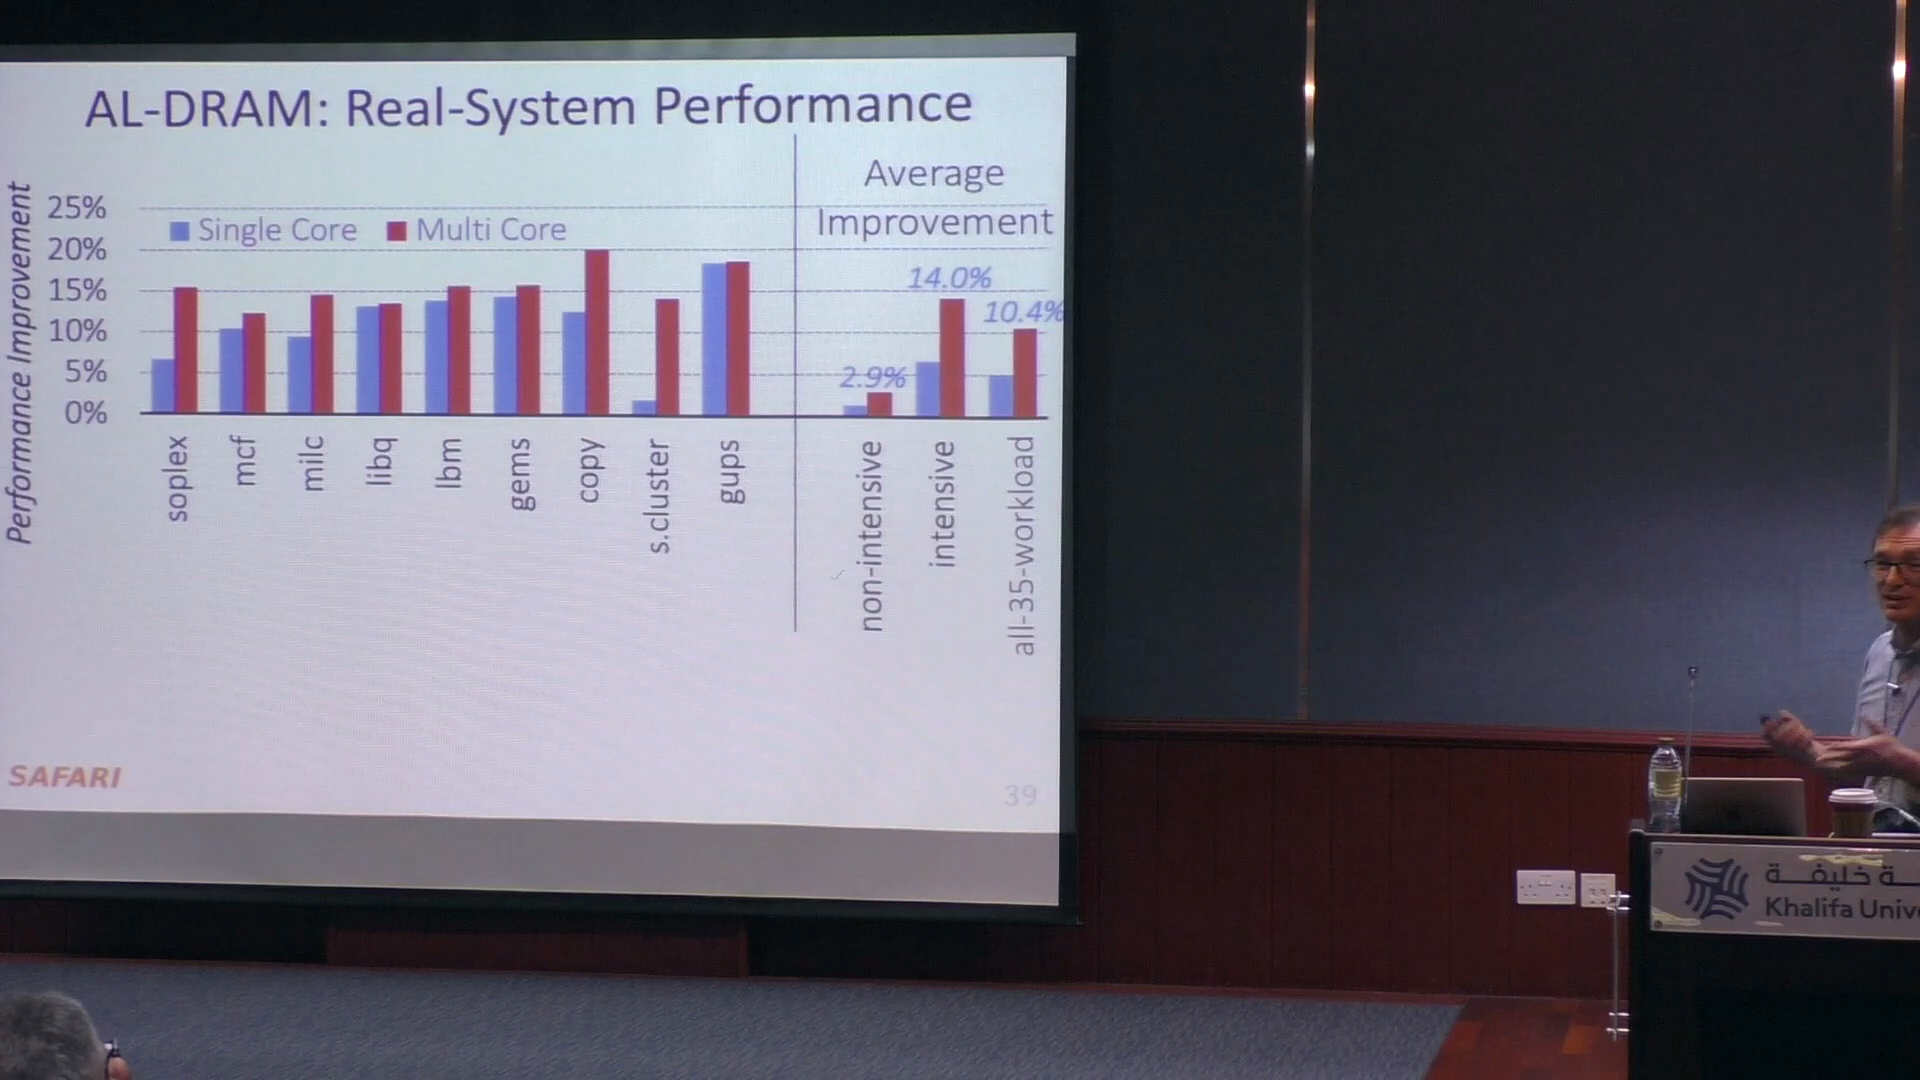 AL-DRAM: Real-System Performance
Average
Improvement
Performance Improvement
25%
20%
15%
10%
5%
0%
Single Core
Multi Core
14.0%
10.4%
2.9%
soplex
mcf
milc
libq
lbm
gems
copy
s.cluster
gups
non-intensive
intensive
all-35-workload
SAFARI
39
خليفة
Khalifa